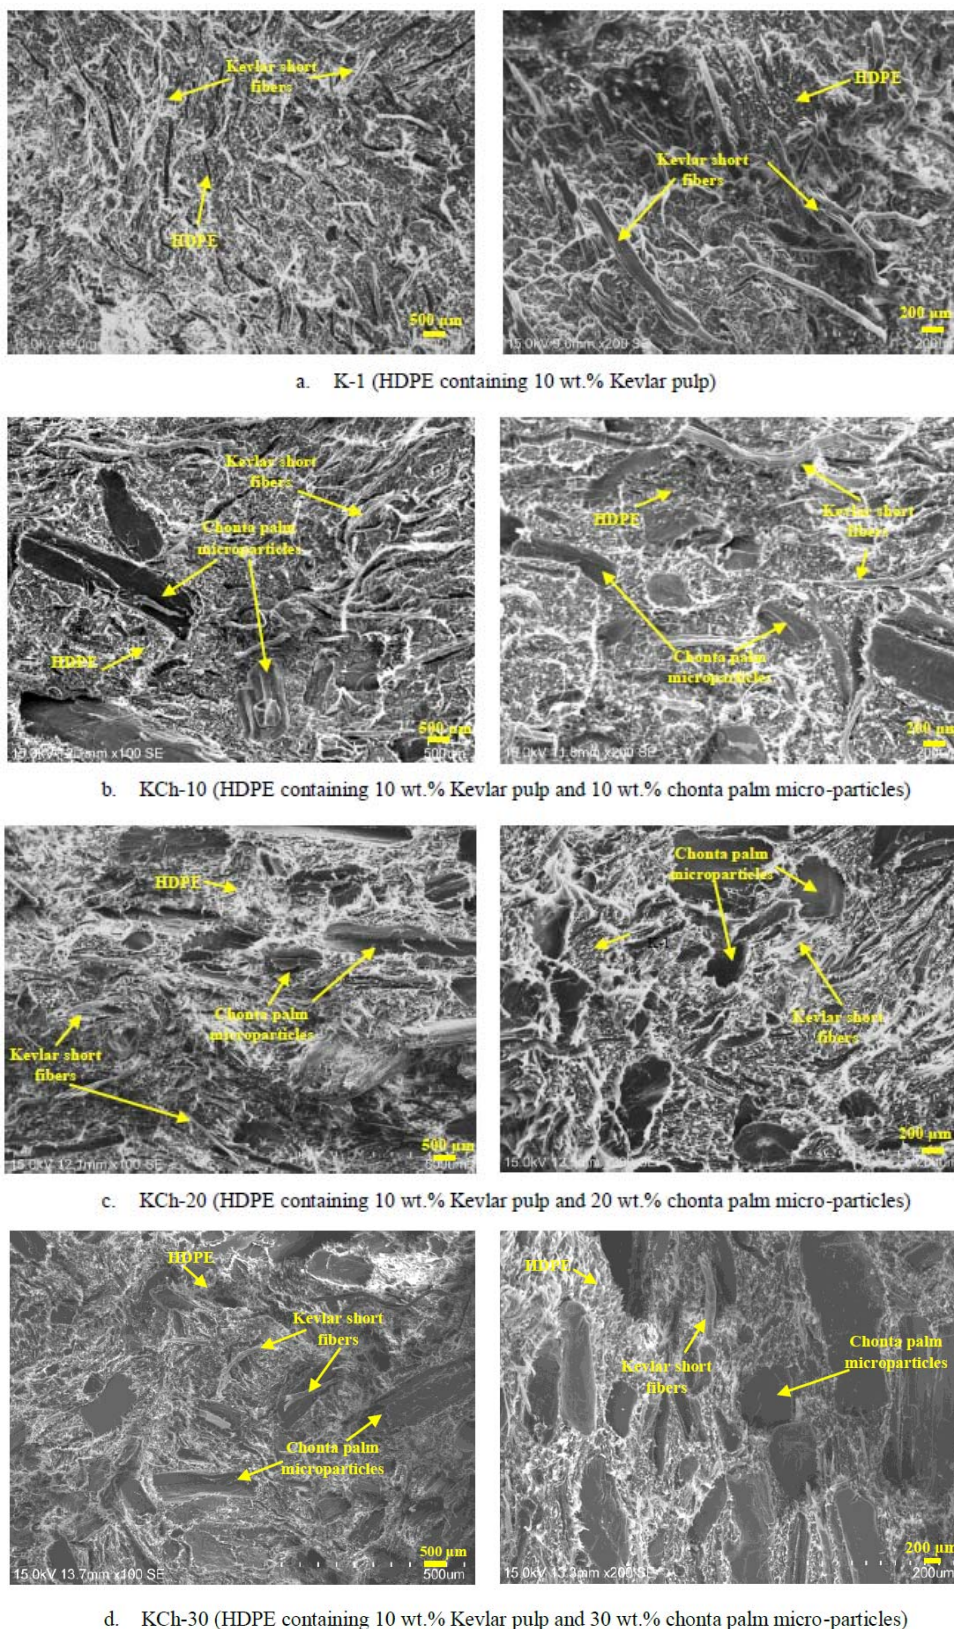 Kevlar short
fibers
HDPE
500 µm
HDPE
Kevlar short
fibers
200 µm
15.0kV 9.6mm x200 SE
a. K-1 (HDPE containing 10 wt.% Kevlar pulp)
Kevlar short
fibers
Chonta palm
microparticles
HDPE
500 µm
500um
HDPE
Kevlar short
fibers
Chonta palm
microparticles
200 µm
b. KCh-10 (HDPE containing 10 wt.% Kevlar pulp and 10 wt.% chonta palm micro-particles)
HDPE
Chonta palm
microparticles
Kevlar short
fibers
500 µm
15.0kV 12.1mm x100 SE
Chonta palm
microparticles
K-1
Kevlar short
fibers
200 µm
c. KCh-20 (HDPE containing 10 wt.% Kevlar pulp and 20 wt.% chonta palm micro-particles)
HDPE
Kevlar short
fibers
Chonta palm
microparticles
500 µm
15.0kV 13.7mm x100 SE
500um
HDPE
Chonta palm
microparticles
Kevlar short
fibers
200 µm
15.0kV 13.3mm x200 SE
200um
d. KCh-30 (HDPE containing 10 wt.% Kevlar pulp and 30 wt.% chonta palm micro-particles)